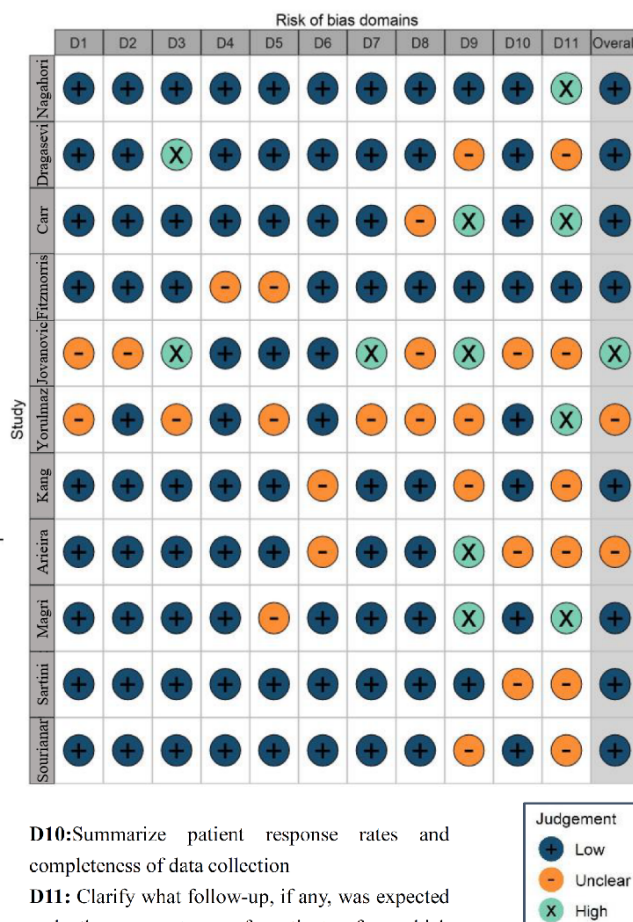 Risk of bias domains
D1 D2 D3 D4 D5 D6 D7 D8 D9 D10 D11 Overal
Study
Nagahori + + + + + + + + + + X +
Dragasevi + + X + + + + + - + - +
Carr + + + + + + + - X + X +
Fitzmorris + + + - - + + + + + + +
Jovanovic - - X + + + X - X - - X
Yorulmaz - + - + - + - - - + X -
Kang + + + + + - + + - + - +
Arieira + + + + + - + + X - - -
Magri + + + + - + + + X + X +
Sartini + + + + + + + + + - - +
Sourianar + + + + + + + + - + - +
D10:Summarize patient response rates and
completeness of data collection
D11: Clarify what follow-up, if any, was expected
Judgement
+ Low
- Unclear
X High